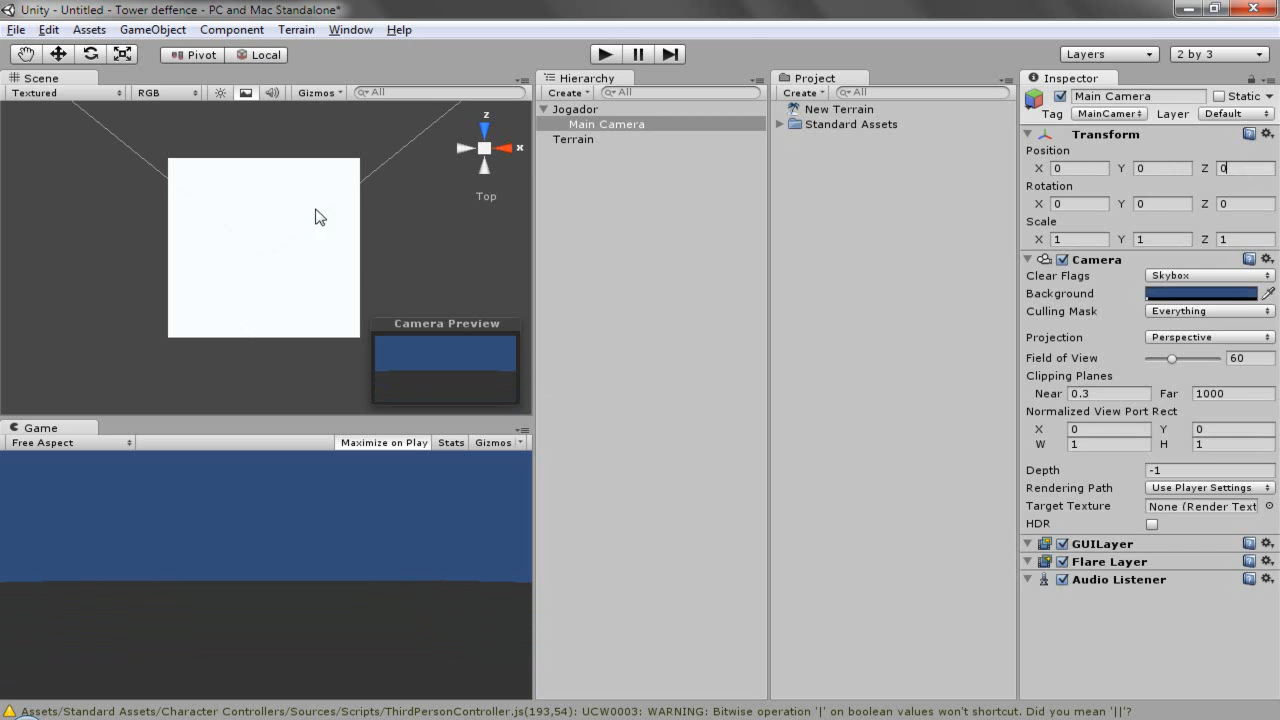 Unity - Untitled - Tower deffence - PC and Mac Standalone*
File Edit Assets GameObject Component Terrain Window Help
Pivot Local Layers 2 by 3
Scene
Textured RGB Gizmos All
z
x
Top
Camera Preview
Game
Free Aspect Maximize on Play Stats Gizmos
Hierarchy
Create All
Jogador
Main Camera
Terrain
Project
Create All
New Terrain
Standard Assets
Inspector
Main Camera Static
Tag MainCamer Layer Default
Transform
Position
X 0 Y 0 Z 0
Rotation
X 0 Y 0 Z 0
Scale
X 1 Y 1 Z 1
Camera
Clear Flags Skybox
Background
Culling Mask Everything
Projection Perspective
Field of View 60
Clipping Planes
Near 0.3 Far 1000
Normalized View Port Rect
X 0 Y 0
W 1 H 1
Depth -1
Rendering Path Use Player Settings
Target Texture None (Render Text
HDR
GUILayer
Flare Layer
Audio Listener
Assets/Standard Assets/Character Controllers/Sources/Scripts/ThirdPersonController.js(193,54): UCW0003: WARNING: Bitwise operation '|' on boolean values won't shortcut. Did you mean '||'?